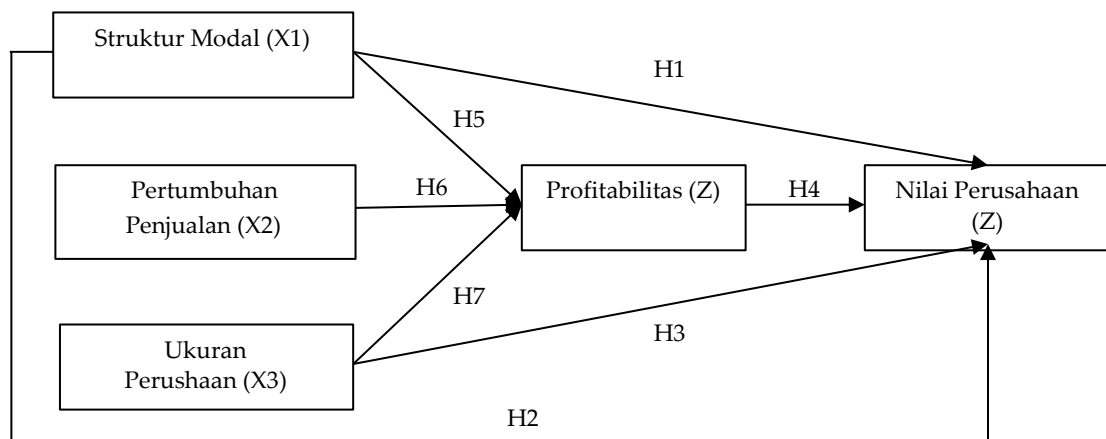 Struktur Modal (X1)
H1
H5
Pertumbuhan
Penjualan (X2)
H6
Profitabilitas (Z)
H4
Nilai Perusahaan
(Z)
H7
H3
Ukuran
Perushaan (X3)
H2